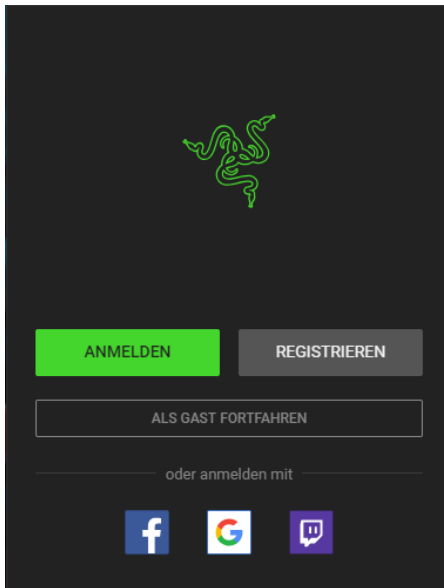 ANMELDEN
REGISTRIEREN
ALS GAST FORTFAHREN
oder anmelden mit